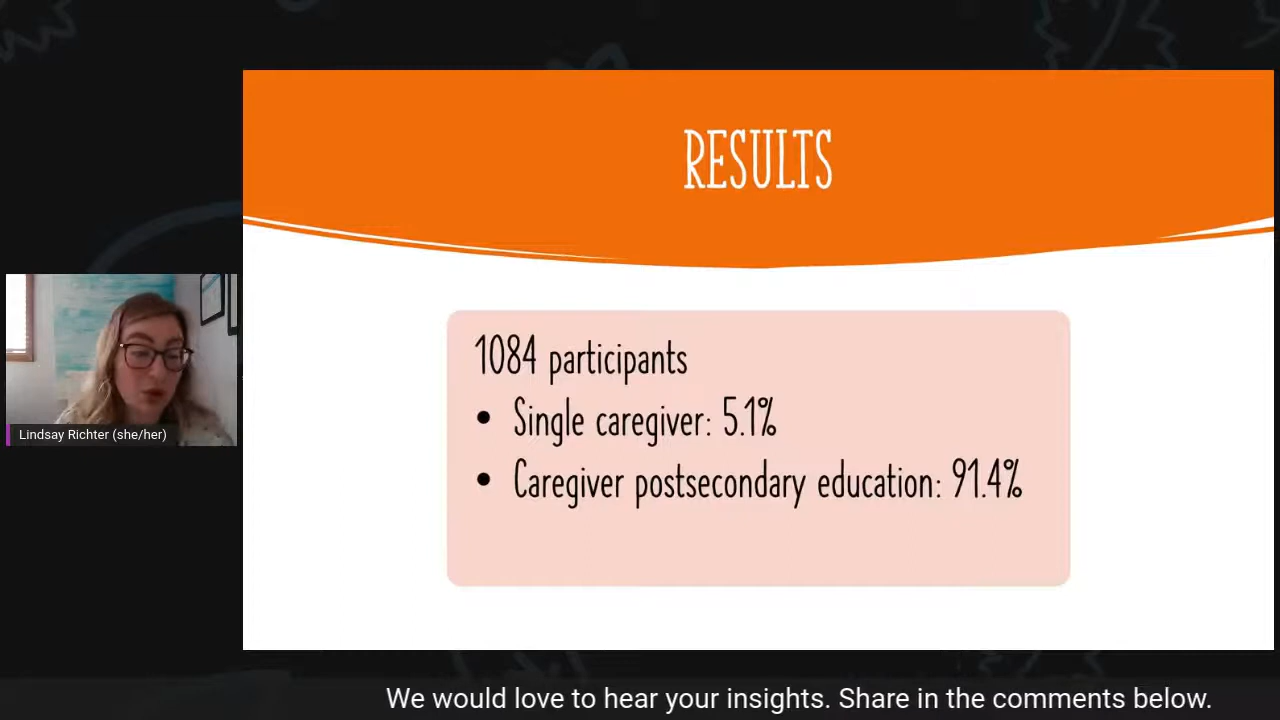 RESULTS
1084 participants
• Single caregiver: 5.1%
• Caregiver postsecondary education: 91.4%
Lindsay Richter (she/her)
We would love to hear your insights. Share in the comments below.